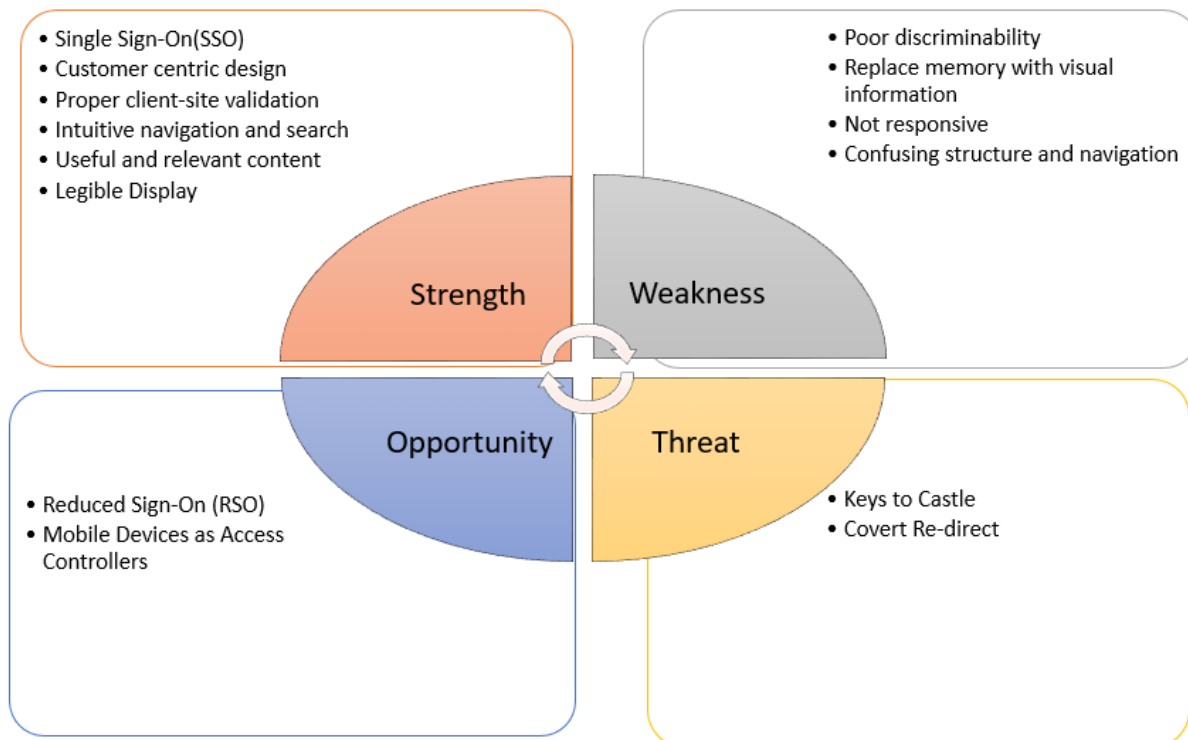 • Single Sign-On(SSO)
• Customer centric design
• Proper client-site validation
• Intuitive navigation and search
• Useful and relevant content
• Legible Display
• Poor discriminability
• Replace memory with visual
information
• Not responsive
• Confusing structure and navigation
Strength
Weakness
Opportunity
Threat
• Reduced Sign-On (RSO)
• Mobile Devices as Access
Controllers
• Keys to Castle
• Covert Re-direct